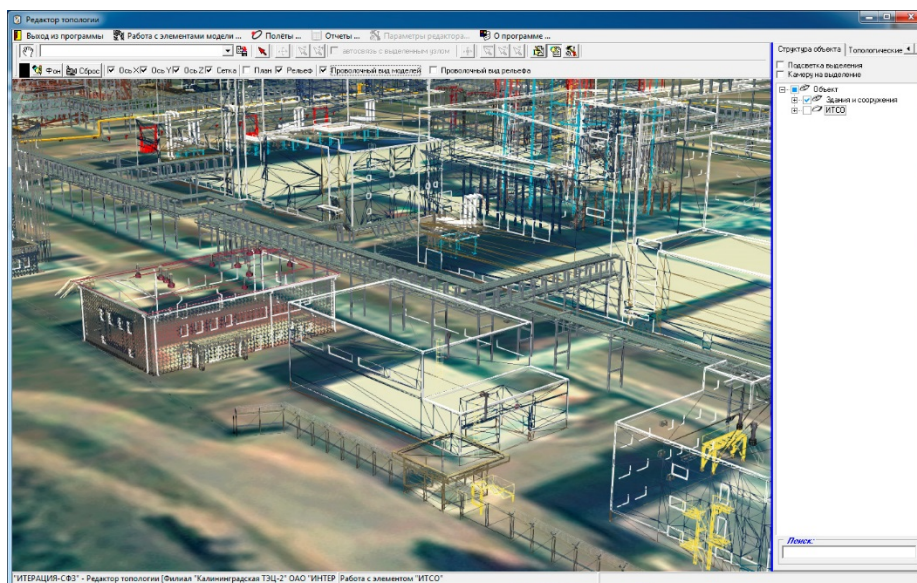 Редактор топологии
Выход из программы Работа с элементами модели ... Полёты ... Отчеты ... Параметры редактора... О программе ...
автосвязь с выделенным узлом
Фон Сброс Ось X Ось Y Ось Z Сетка План Рельеф Проволочный вид моделей Проволочный вид рельефа
Структура объекта Топологические
Подсветка выделения
Камеру на выделение
Объект
Здания и сооружения
ИТСО
Поиск:
"ИТЕРАЦИЯ-СФЗ" - Редактор топологии [Филиал "Калининградская ТЭЦ-2" ОАО "ИНТЕР Работа с элементом "ИТСО"